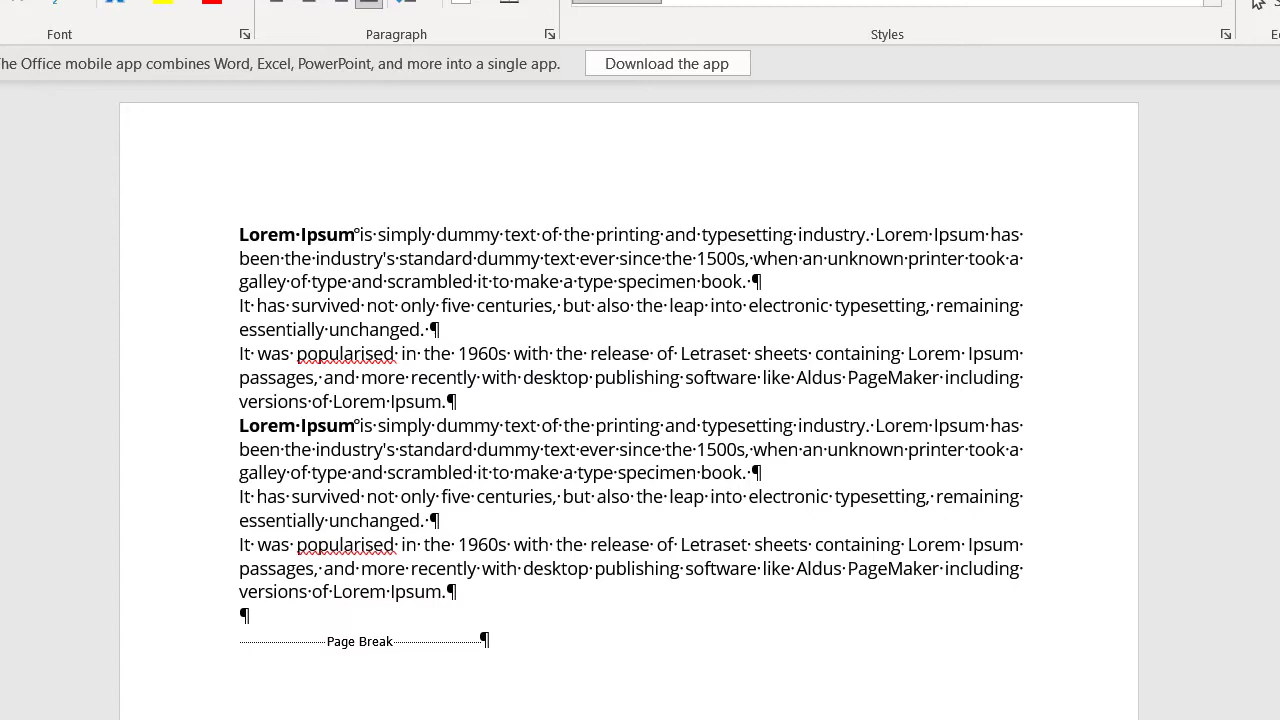 Font
Paragraph
Styles
he Office mobile app combines Word, Excel, PowerPoint, and more into a single app.
Download the app
Lorem·Ipsum°is·simply·dummy·text·of·the·printing·and·typesetting·industry.·Lorem·Ipsum·has·
been·the·industry's·standard·dummy·text·ever·since·the·1500s,·when·an·unknown·printer·took·a·
galley·of·type·and·scrambled·it·to·make·a·type·specimen·book.·¶
It·has·survived·not·only·five·centuries,·but·also·the·leap·into·electronic·typesetting,·remaining·
essentially·unchanged.·¶
It·was·popularised·in·the·1960s·with·the·release·of·Letraset·sheets·containing·Lorem·Ipsum·
passages,·and·more·recently·with·desktop·publishing·software·like·Aldus·PageMaker·including·
versions·of·Lorem·Ipsum.¶
Lorem·Ipsum°is·simply·dummy·text·of·the·printing·and·typesetting·industry.·Lorem·Ipsum·has·
been·the·industry's·standard·dummy·text·ever·since·the·1500s,·when·an·unknown·printer·took·a·
galley·of·type·and·scrambled·it·to·make·a·type·specimen·book.·¶
It·has·survived·not·only·five·centuries,·but·also·the·leap·into·electronic·typesetting,·remaining·
essentially·unchanged.·¶
It·was·popularised·in·the·1960s·with·the·release·of·Letraset·sheets·containing·Lorem·Ipsum·
passages,·and·more·recently·with·desktop·publishing·software·like·Aldus·PageMaker·including·
versions·of·Lorem·Ipsum.¶
¶
Page Break¶